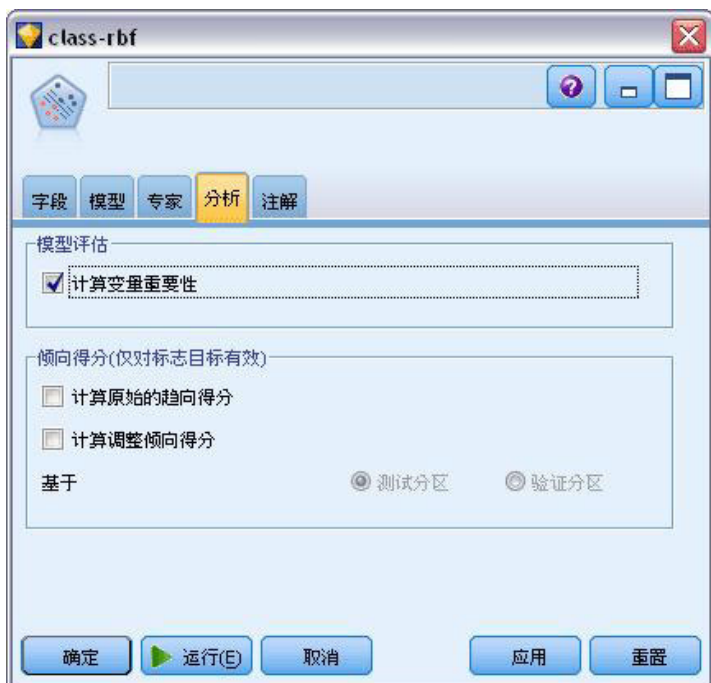 class-rbf
字段 模型 专家 分析 注解
模型评估
计算变量重要性
倾向得分(仅对标志目标有效)
计算原始的趋向得分
计算调整倾向得分
基于 测试分区 验证分区
确定 运行(E) 取消 应用 重置